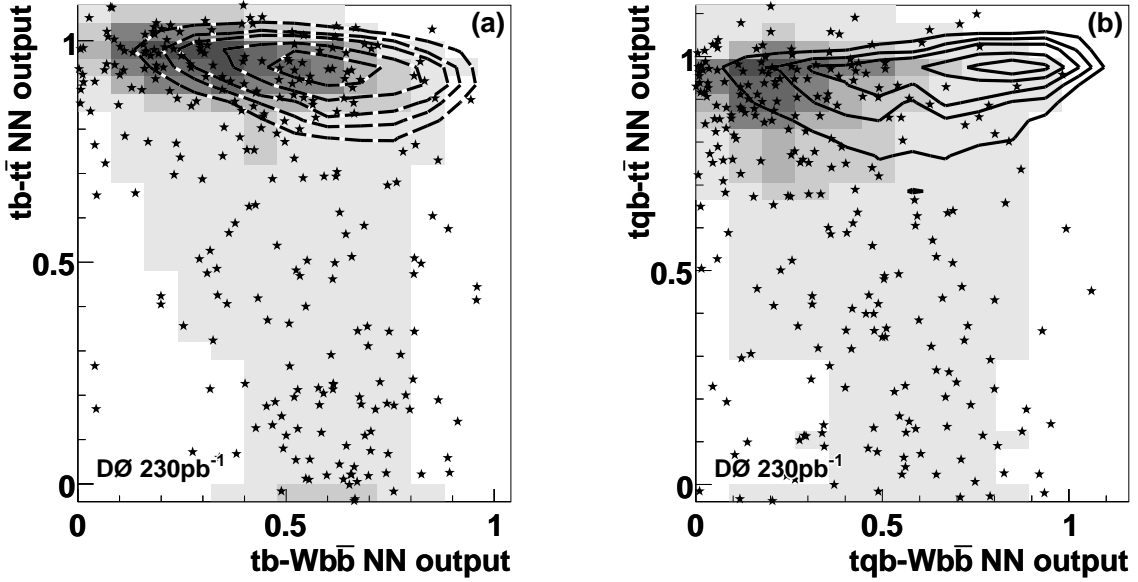 (a)
tb-tt̅ NN output
1
0.5
0
DØ 230pb⁻¹
0 0.5 1
tb-Wbb̅ NN output
(b)
tqb-tt̅ NN output
1
0.5
0
DØ 230pb⁻¹
0 0.5 1
tqb-Wbb̅ NN output